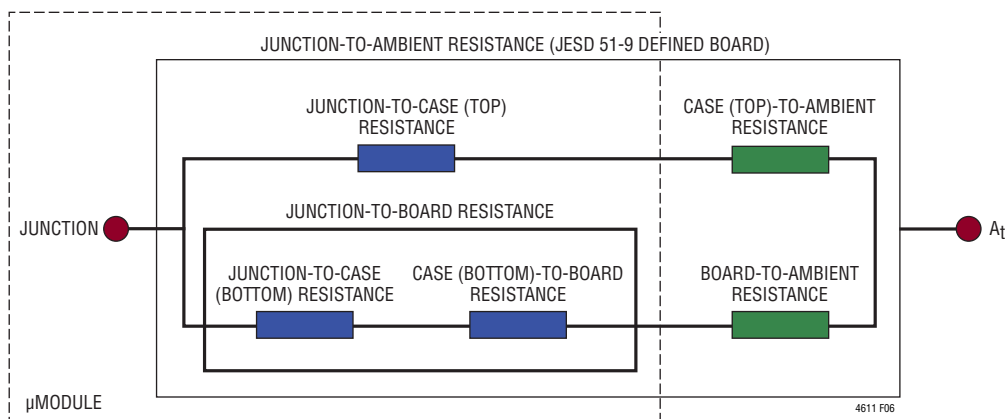 JUNCTION-TO-AMBIENT RESISTANCE (JESD 51-9 DEFINED BOARD)
JUNCTION-TO-CASE (TOP)
RESISTANCE
CASE (TOP)-TO-AMBIENT
RESISTANCE
JUNCTION-TO-BOARD RESISTANCE
JUNCTION
At
JUNCTION-TO-CASE
(BOTTOM) RESISTANCE
CASE (BOTTOM)-TO-BOARD
RESISTANCE
BOARD-TO-AMBIENT
RESISTANCE
µMODULE
4611 F06